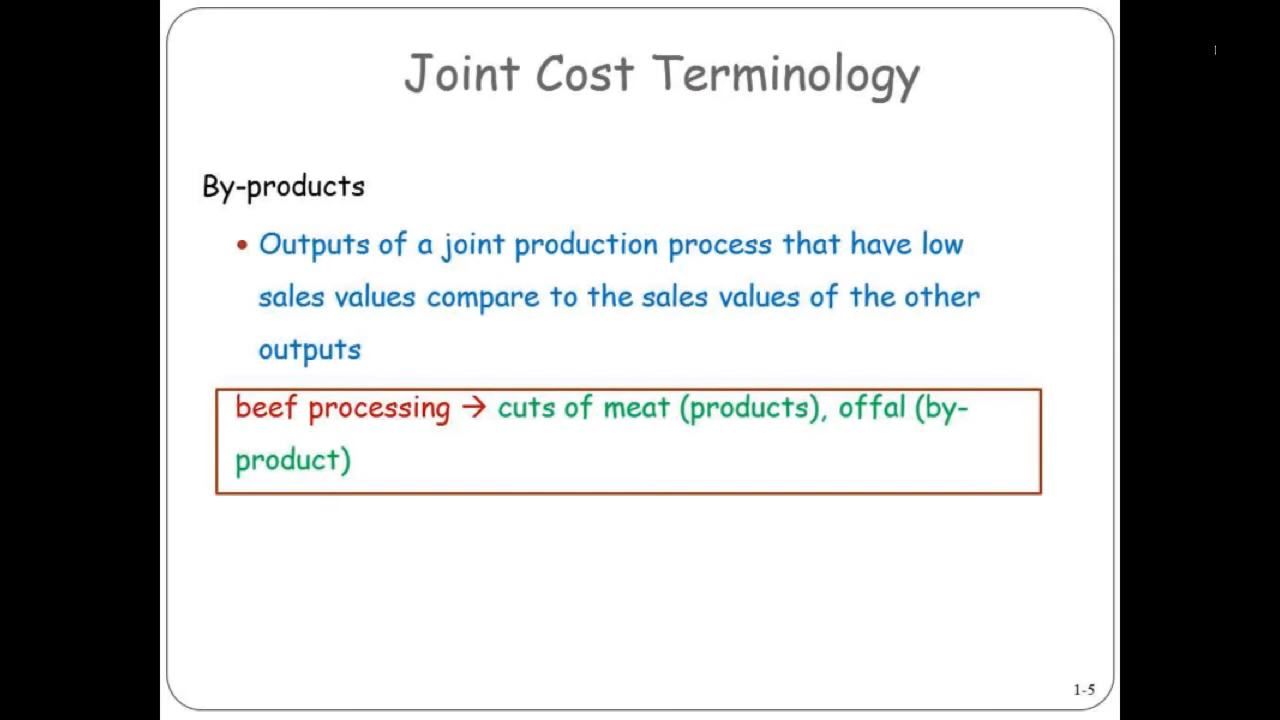 Joint Cost Terminology
By-products
• Outputs of a joint production process that have low
sales values compare to the sales values of the other
outputs
beef processing → cuts of meat (products), offal (by-
product)
1-5